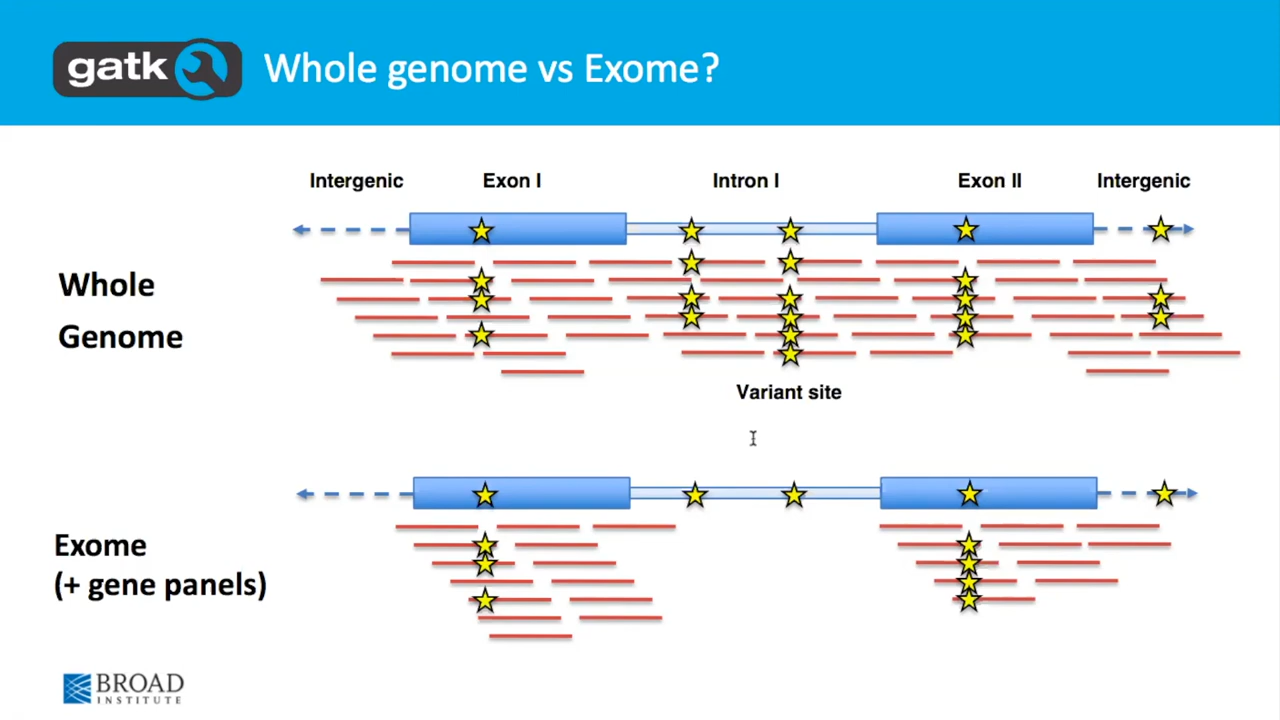 gatk
Whole genome vs Exome?
Intergenic Exon I Intron I Exon II Intergenic
Whole
Genome
Variant site
Exome
(+ gene panels)
BROAD
INSTITUTE